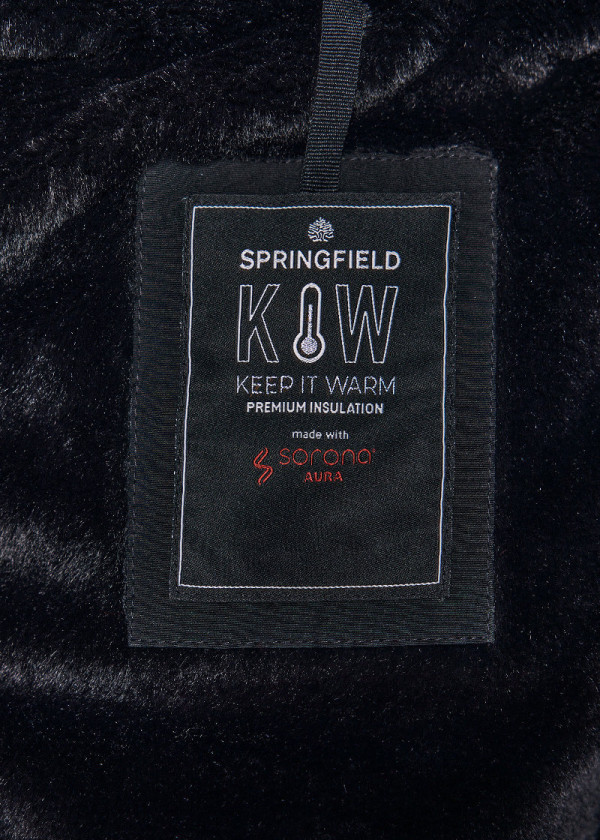 SPRINGFIELD
K W
KEEP IT WARM
PREMIUM INSULATION
made with
sorona®
AURA